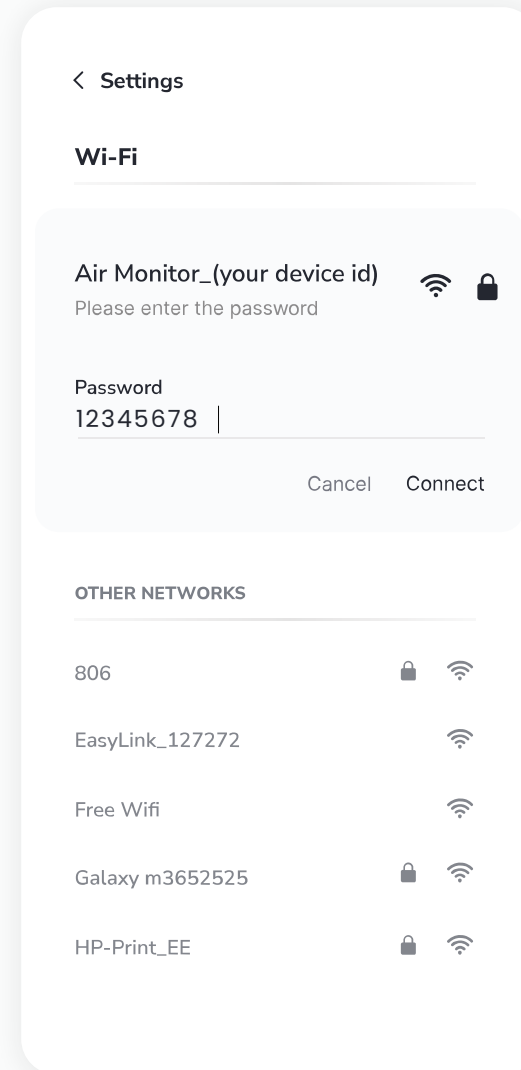 Settings
Wi-Fi
Air Monitor_(your device id)
Please enter the password
Password
12345678
Cancel Connect
OTHER NETWORKS
806
EasyLink_127272
Free Wifi
Galaxy m3652525
HP-Print_EE